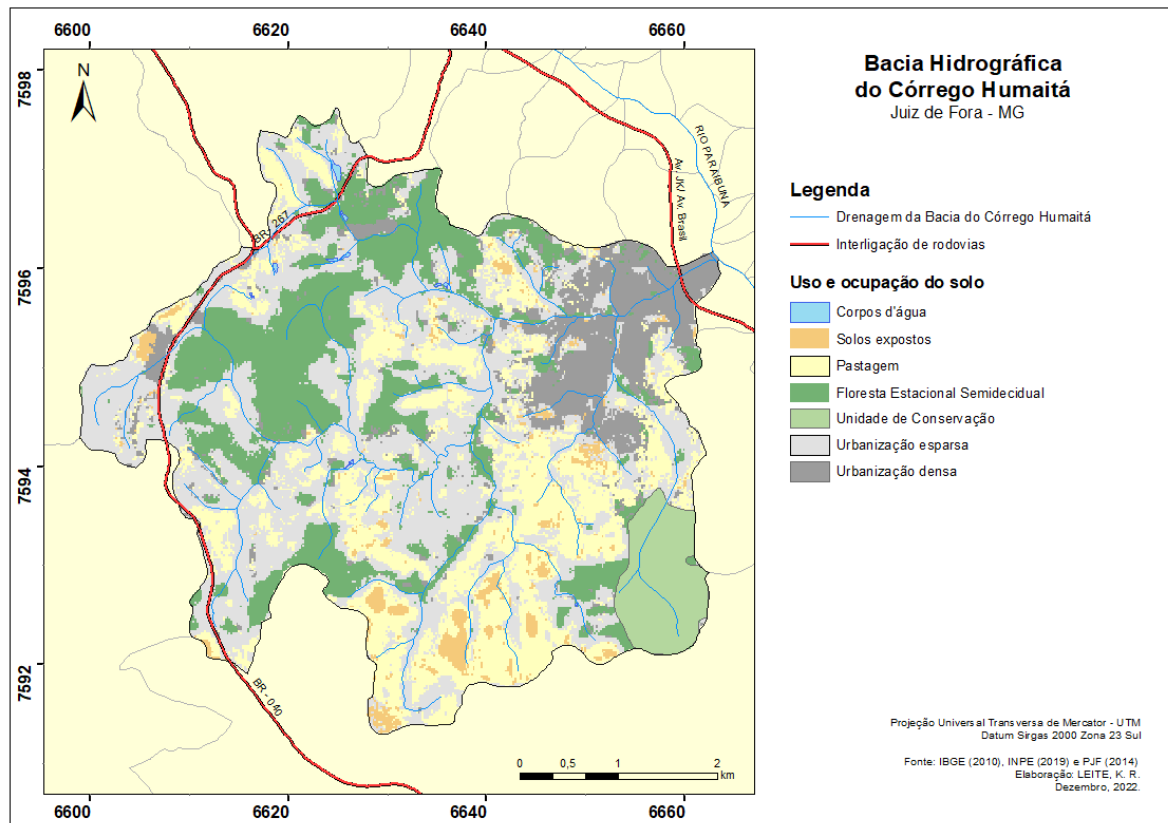 6600 6620 6640 6660
7598
7596
7594
7592
N
BR - 267
Av. JK/ Av. Brasil
RIO PARAIBUNA
BR - 040
0 0,5 1 2
km
6600 6620 6640 6660
Bacia Hidrográfica
do Córrego Humaitá
Juiz de Fora - MG
Legenda
Drenagem da Bacia do Córrego Humaitá
Interligação de rodovias
Uso e ocupação do solo
Corpos d'água
Solos expostos
Pastagem
Floresta Estacional Semidecidual
Unidade de Conservação
Urbanização esparsa
Urbanização densa
Projeção Universal Transversa de Mercator - UTM
Datum Sirgas 2000 Zona 23 Sul
Fonte: IBGE (2010), INPE (2019) e PJF (2014)
Elaboração: LEITE, K. R.
Dezembro, 2022.